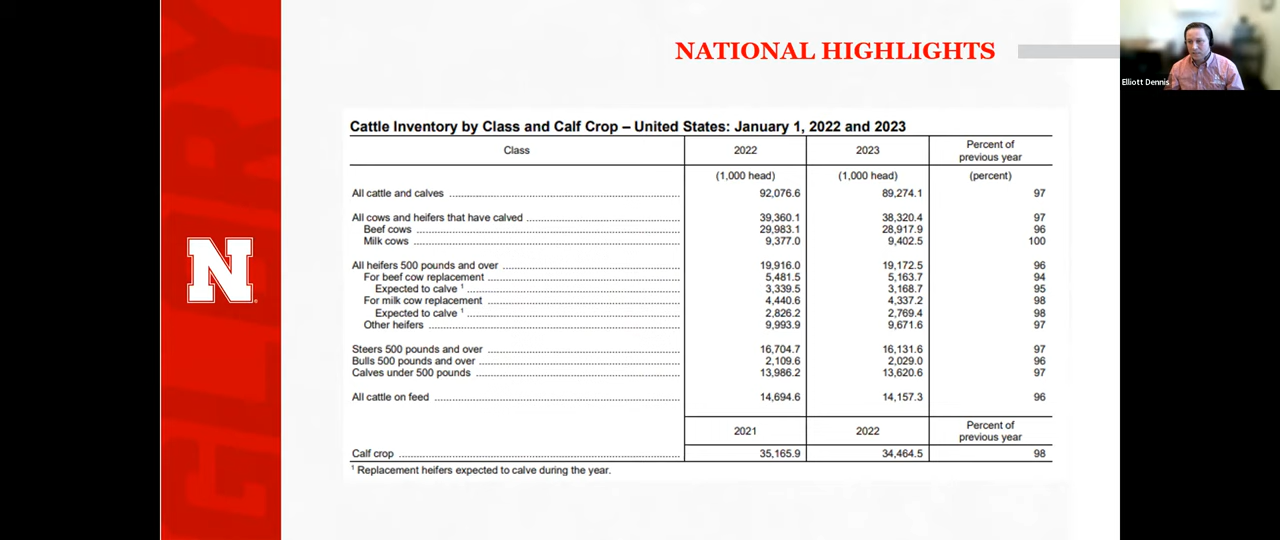 NATIONAL HIGHLIGHTS
Elliott Dennis
Cattle Inventory by Class and Calf Crop – United States: January 1, 2022 and 2023
Class 2022 2023 Percent of previous year
(1,000 head) (1,000 head) (percent)
All cattle and calves 92,076.6 89,274.1 97
All cows and heifers that have calved 39,360.1 38,320.4 97
Beef cows 29,983.1 28,917.9 96
Milk cows 9,377.0 9,402.5 100
All heifers 500 pounds and over 19,916.0 19,172.5 96
For beef cow replacement 5,481.5 5,163.7 94
Expected to calve ¹ 3,339.5 3,168.7 95
For milk cow replacement 4,440.6 4,337.2 98
Expected to calve ¹ 2,826.2 2,769.4 98
Other heifers 9,993.9 9,671.6 97
Steers 500 pounds and over 16,704.7 16,131.6 97
Bulls 500 pounds and over 2,109.6 2,029.0 96
Calves under 500 pounds 13,986.2 13,620.6 97
All cattle on feed 14,694.6 14,157.3 96
2021 2022 Percent of previous year
Calf crop 35,165.9 34,464.5 98
¹ Replacement heifers expected to calve during the year.
N
GLORY